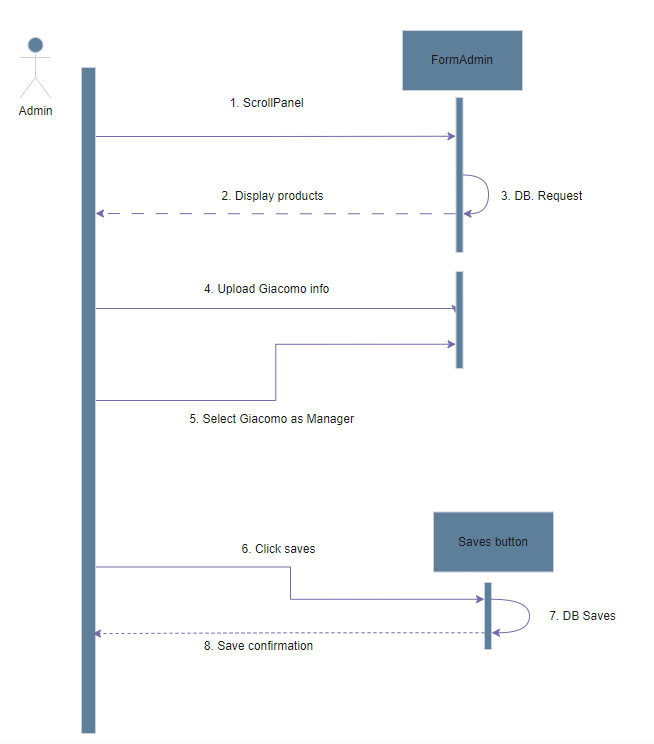 FormAdmin
Admin
1. ScrollPanel
2. Display products
3. DB. Request
4. Upload Giacomo info
5. Select Giacomo as Manager
Saves button
6. Click saves
7. DB Saves
8. Save confirmation